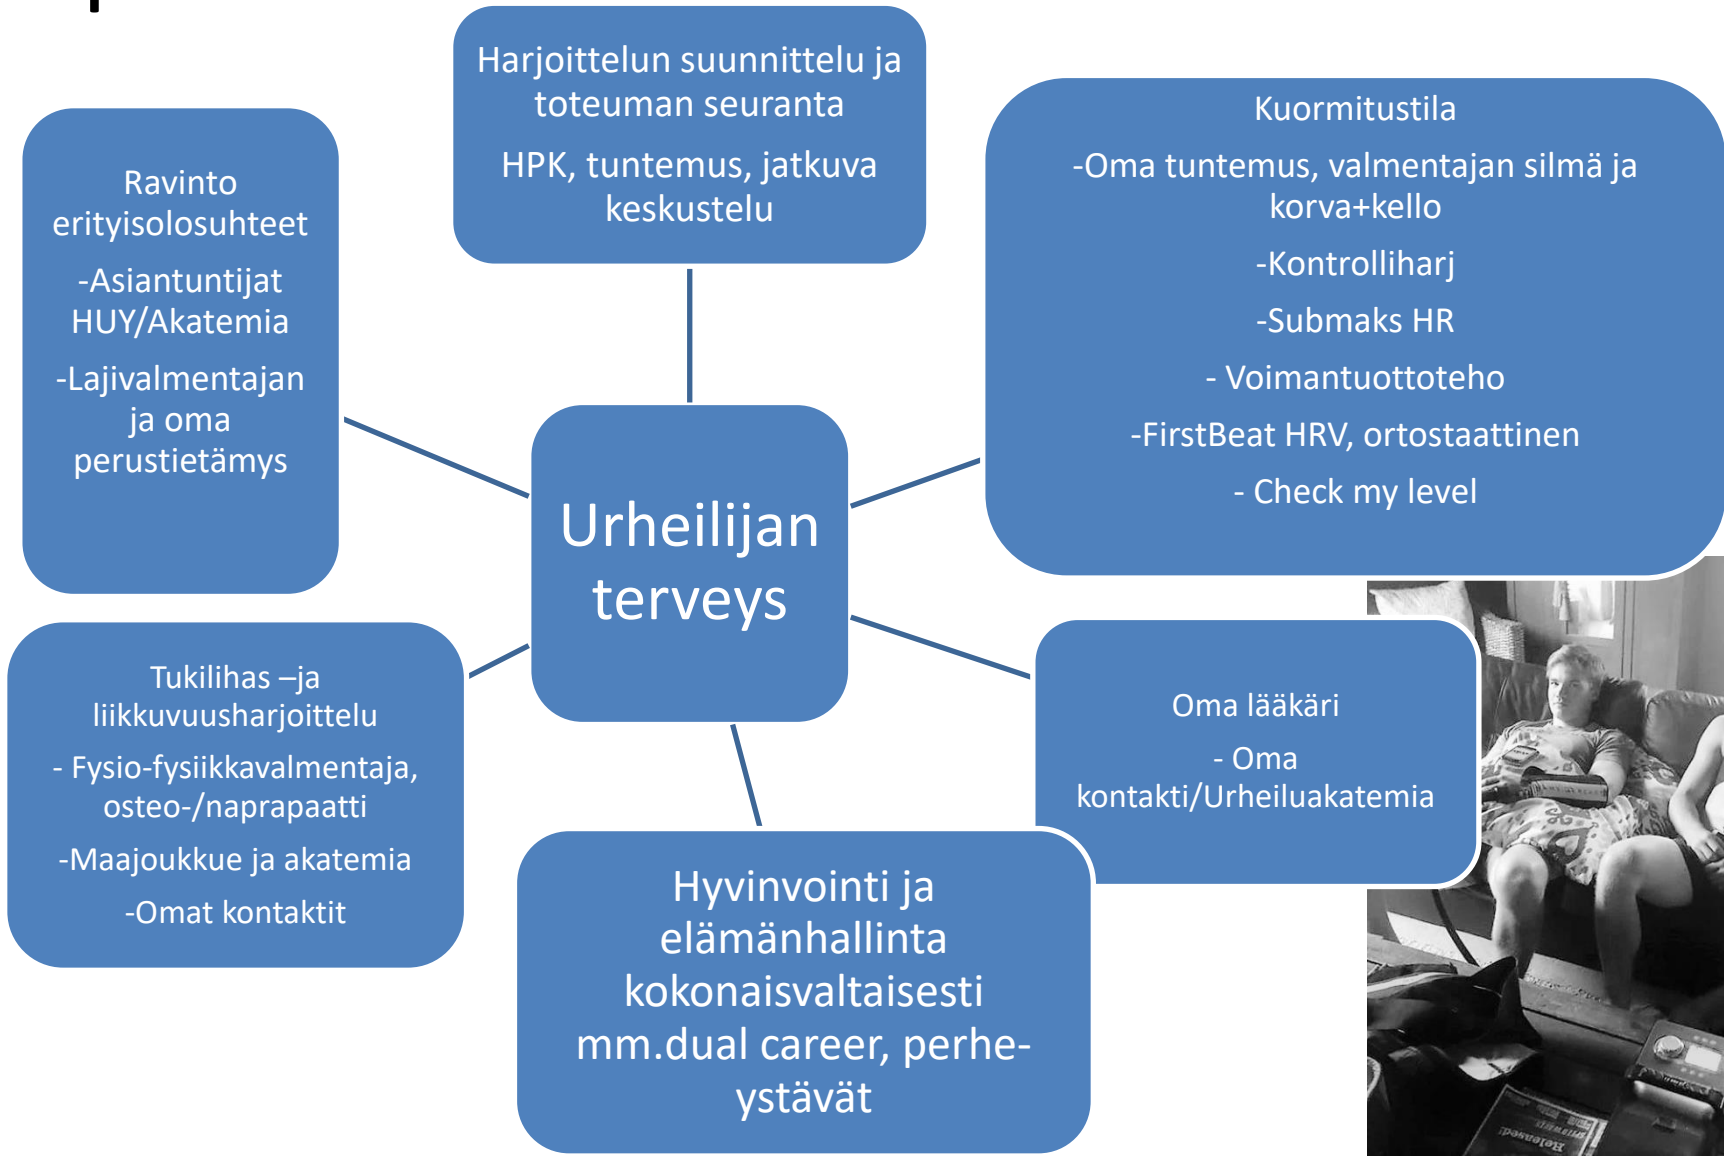 Harjoittelun suunnittelu ja
toteuman seuranta
HPK, tuntemus, jatkuva
keskustelu
Kuormitustila
-Oma tuntemus, valmentajan silmä ja
korva+kello
-Kontrolliharj
-Submaks HR
- Voimantuottoteho
-FirstBeat HRV, ortostaattinen
- Check my level
Ravinto
erityisolosuhteet
-Asiantuntijat
HUY/Akatemia
-Lajivalmentajan
ja oma
perustietämys
Urheilijan
terveys
Tukilihas –ja
liikkuvuusharjoittelu
- Fysio-fysiikkavalmentaja,
osteo-/naprapaatti
-Maajoukkue ja akatemia
-Omat kontaktit
Oma lääkäri
- Oma
kontakti/Urheiluakatemia
Hyvinvointi ja
elämänhallinta
kokonaisvaltaisesti
mm.dual career, perhe-
ystävät
Released!